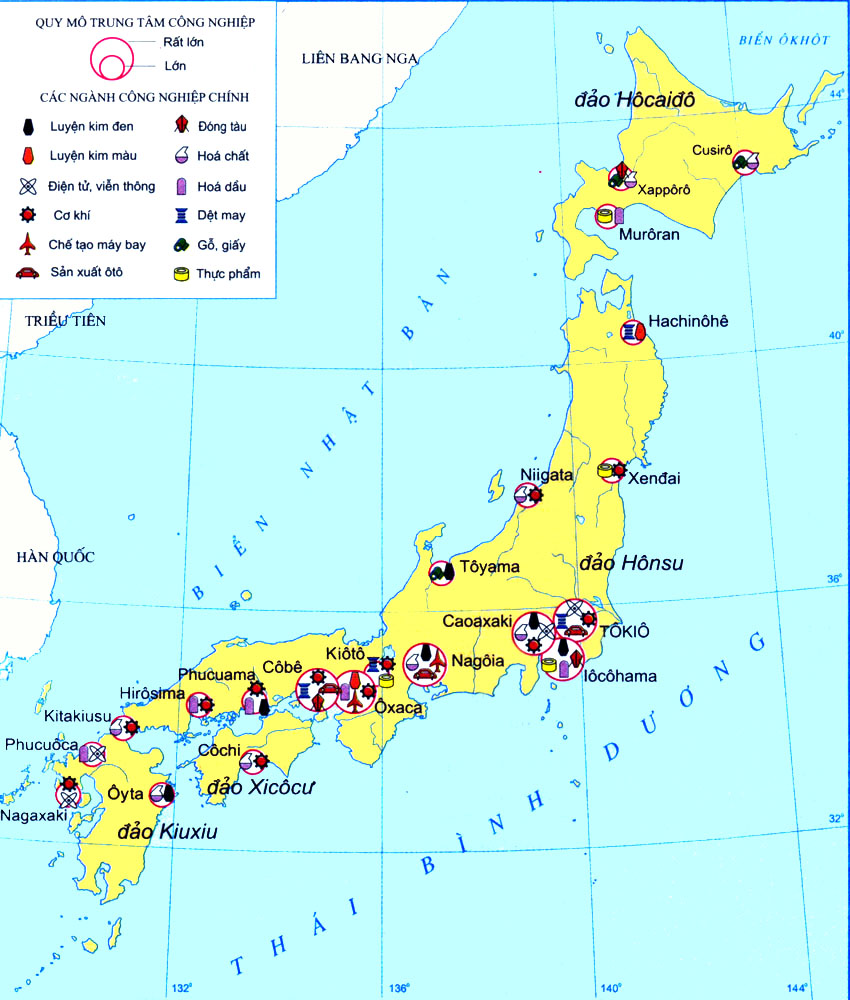 QUY MÔ TRUNG TÂM CÔNG NGHIỆP
Rất lớn
Lớn
CÁC NGÀNH CÔNG NGHIỆP CHÍNH
Luyện kim đen
Đóng tàu
Luyện kim màu
Hoá chất
Điện tử, viễn thông
Hoá dầu
Cơ khí
Dệt may
Chế tạo máy bay
Gỗ, giấy
Sản xuất ôtô
Thực phẩm
LIÊN BANG NGA
BIỂN ÔKHÔT
44°
đảo Hôcaiđô
Cusirô
Xappôrô
Murôran
TRIỀU TIÊN
Hachinôhê
40°
BIỂN NHẬT BẢN
Niigata
Xenđai
HÀN QUỐC
Tôyama
đảo Hônsu
36°
Caoaxaki
TÔKIÔ
Kiôtô
Nagôia
Iôcôhama
Côbê
Phucuama
Hirôsima
Ôxaca
Kitakiusu
Phucuôca
Côchi
đảo Xicôcư
Ôyta
Nagaxaki
đảo Kiuxiu
32°
THÁI BÌNH DƯƠNG
132°
136°
140°
144°